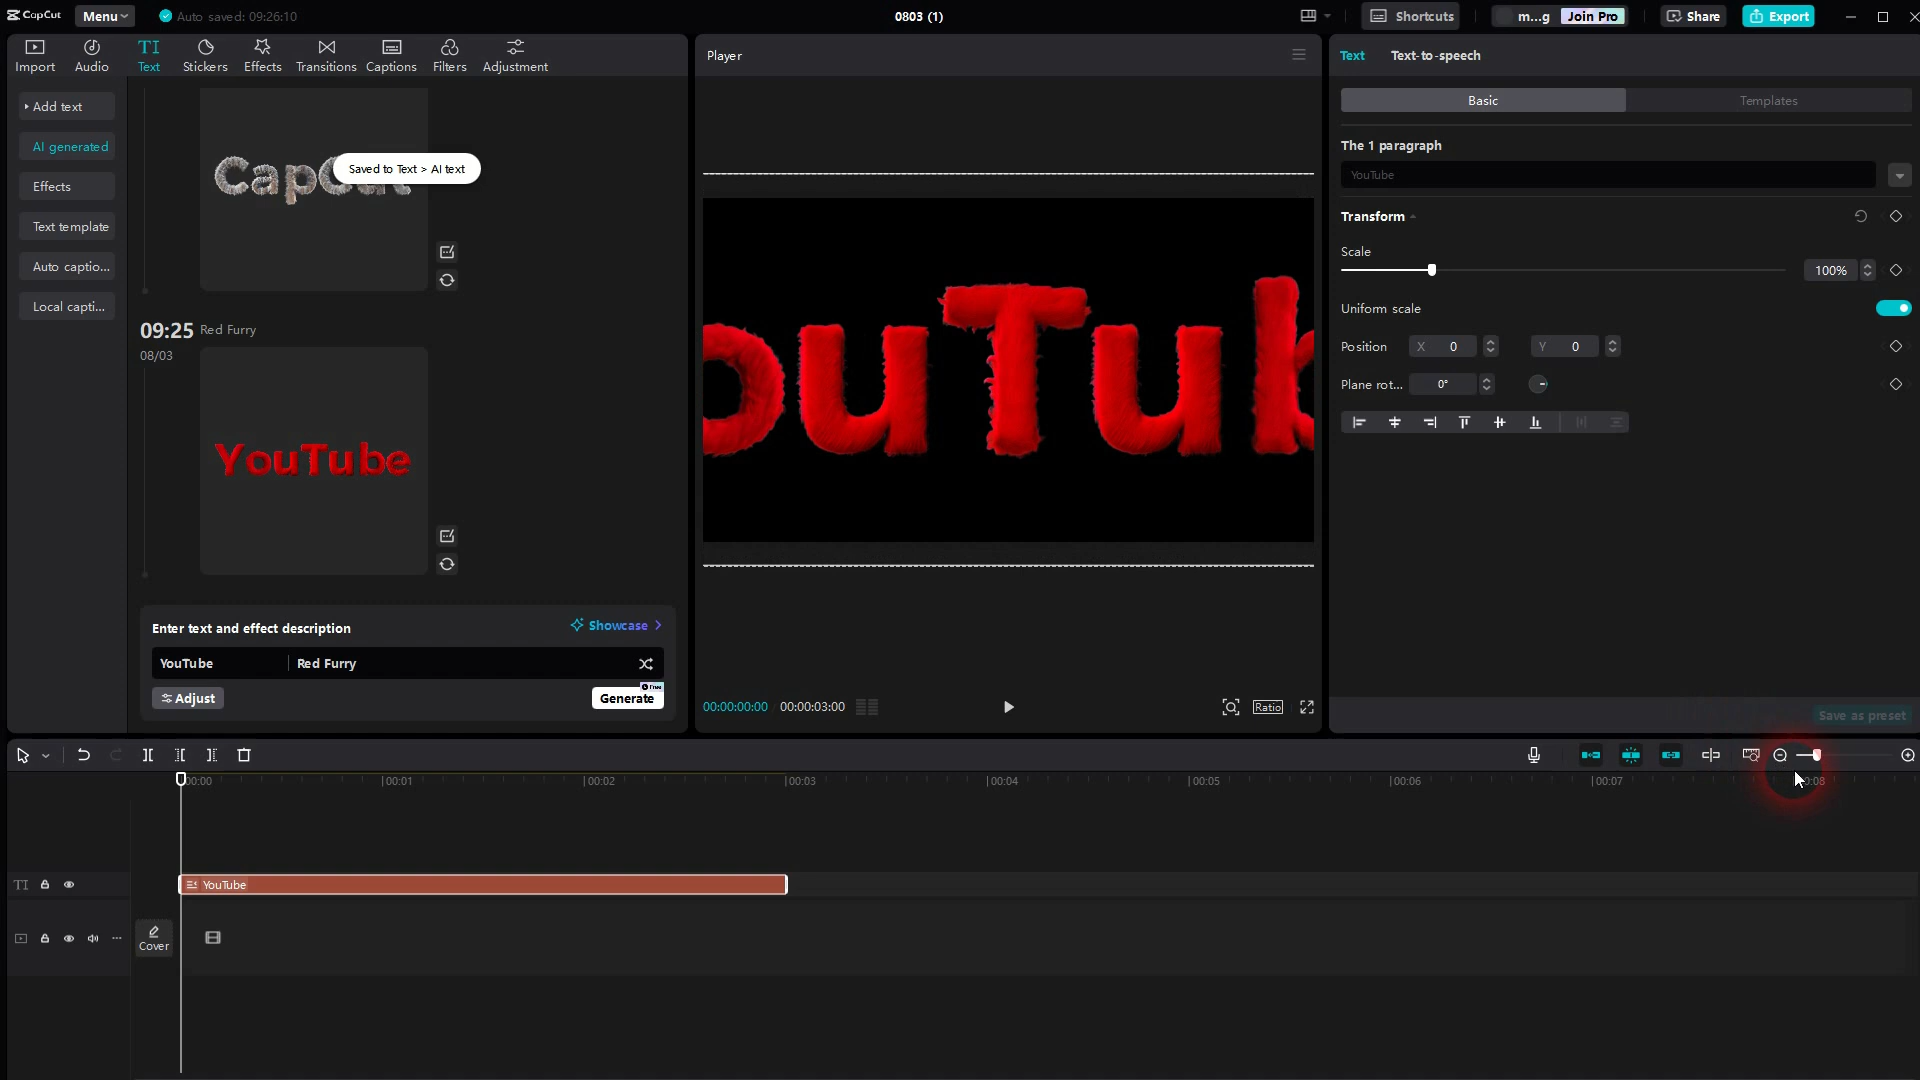 CapCut
Menu
Auto saved: 09:26:10
0803 (1)
Shortcuts
m...g
Join Pro
Share
Export
Import
Audio
TI
Text
Stickers
Effects
Transitions
Captions
Filters
Adjustment
Add text
AI generated
Effects
Text template
Auto captio...
Local capti...
CapCut
Saved to Text > AI text
09:25
Red Furry
08/03
YouTube
Enter text and effect description
Showcase
YouTube
Red Furry
Adjust
Free
Generate
Player
ouTub
00:00:00:00
00:00:03:00
Ratio
Text
Text-to-speech
Basic
Templates
The 1 paragraph
YouTube
Transform
Scale
100%
Uniform scale
Position
X 0
Y 0
Plane rot...
0°
Save as preset
00:00
00:01
00:02
00:03
00:04
00:05
00:06
00:07
00:08
TI
YouTube
Cover